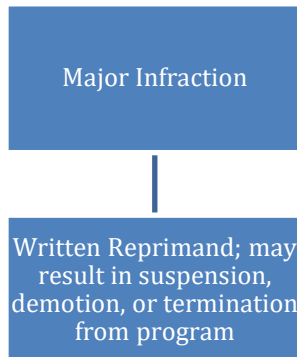 Major Infraction
Written Reprimand; may
result in suspension,
demotion, or termination
from program